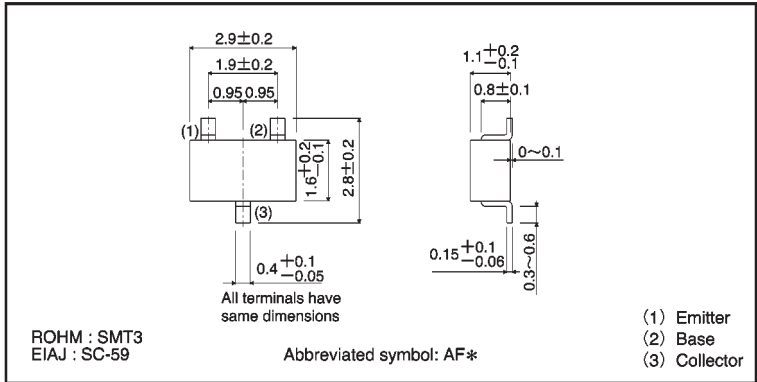 2.9±0.2
1.9±0.2
0.95 0.95
(1)
(2)
(3)
1.6+0.2
−0.1
2.8±0.2
0.4+0.1
−0.05
All terminals have
same dimensions
1.1+0.2
−0.1
0.8±0.1
0～0.1
0.15+0.1
−0.06
0.3～0.6
ROHM : SMT3
EIAJ : SC-59
Abbreviated symbol: AF*
(1) Emitter
(2) Base
(3) Collector